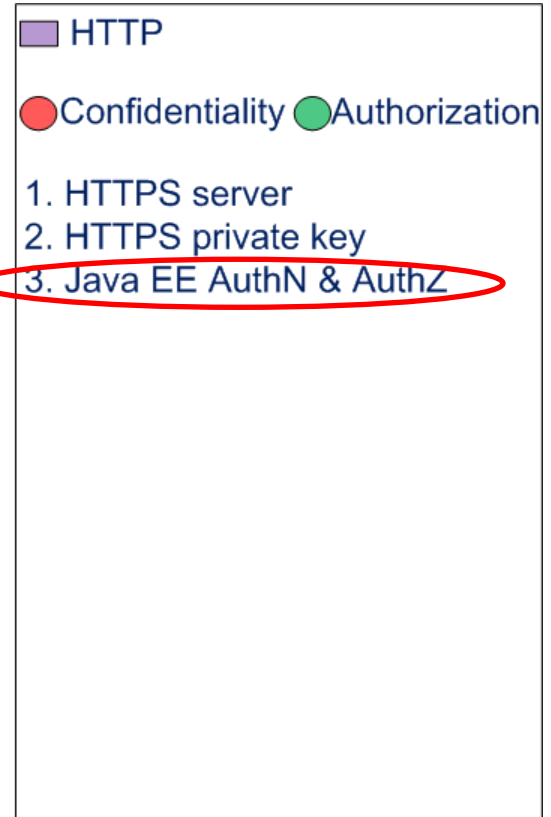 HTTP
Confidentiality Authorization
1. HTTPS server
2. HTTPS private key
3. Java EE AuthN & AuthZ